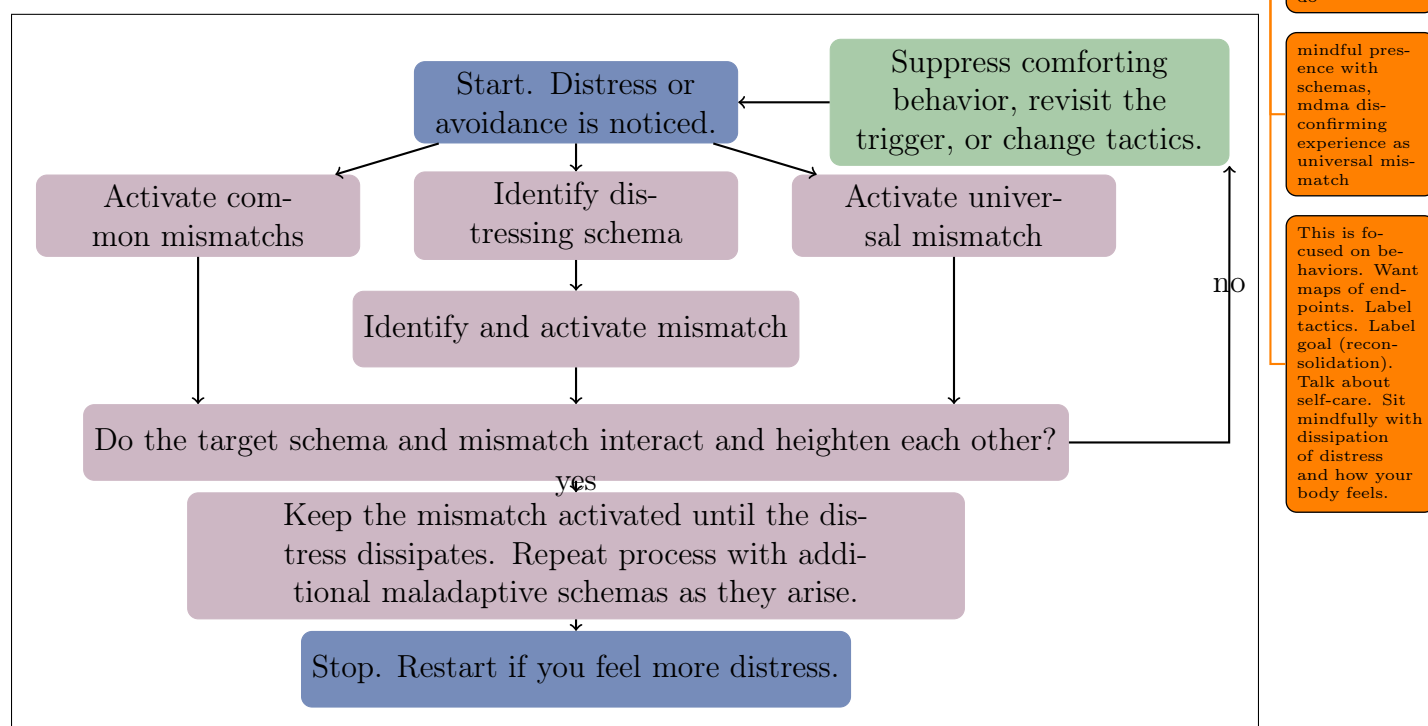 Start. Distress or
avoidance is noticed.
Suppress comforting
behavior, revisit the
trigger, or change tactics.
Activate com-
mon mismatchs
Identify dis-
tressing schema
Activate univer-
sal mismatch
no
Identify and activate mismatch
Do the target schema and mismatch interact and heighten each other?
yes
Keep the mismatch activated until the dis-
tress dissipates. Repeat process with addi-
tional maladaptive schemas as they arise.
Stop. Restart if you feel more distress.
mindful pres-
ence with
schemas,
mdma dis-
confirming
experience as
universal mis-
match
This is fo-
cused on be-
haviors. Want
maps of end-
points. Label
tactics. Label
goal (recon-
solidation).
Talk about
self-care. Sit
mindfully with
dissipation
of distress
and how your
body feels.